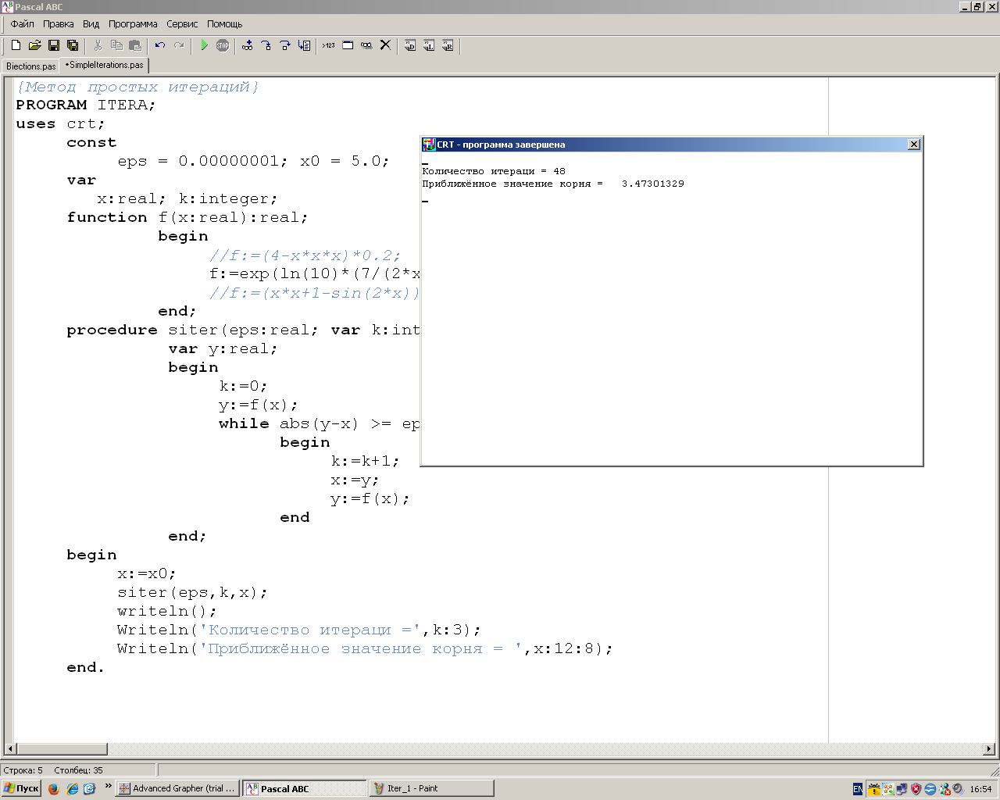 Pascal ABC
Файл Правка Вид Программа Сервис Помощь
Biections.pas •SimpleIterations.pas
{Метод простых итераций}
PROGRAM ITERA;
uses crt;
const
eps = 0.00000001; x0 = 5.0;
var
x:real; k:integer;
function f(x:real):real;
begin
//f:=(4-x*x*x)*0.2;
f:=exp(ln(10)*(7/(2*x
//f:=(x*x+1-sin(2*x))
end;
procedure siter(eps:real; var k:int
var y:real;
begin
k:=0;
y:=f(x);
while abs(y-x) >= ep
begin
k:=k+1;
x:=y;
y:=f(x);
end
end;
begin
x:=x0;
siter(eps,k,x);
writeln();
Writeln('Количество итераци =',k:3);
Writeln('Приближённое значение корня = ',x:12:8);
end.
CRT - программа завершена
Количество итераци = 48
Приближённое значение корня = 3.47301329
Строка: 5 Столбец: 35
Пуск Advanced Grapher (trial ... Pascal ABC Iter_1 - Paint EN 16:54